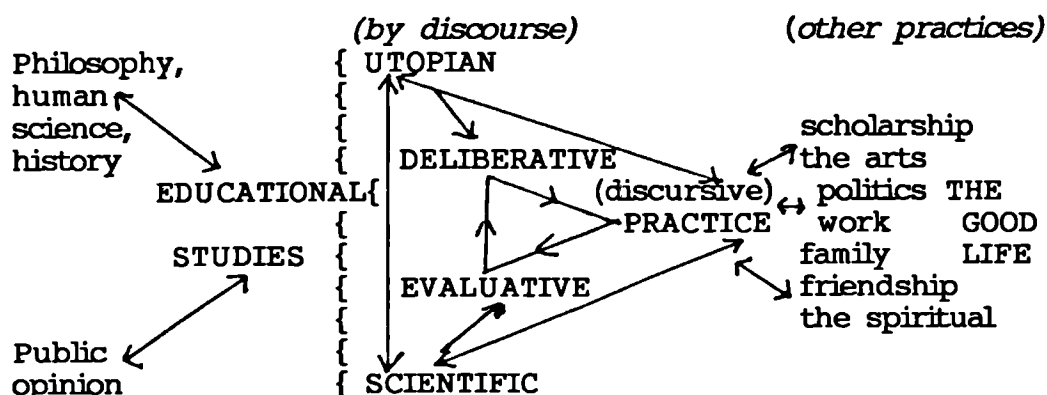 (by discourse) (other practices)
Philosophy, { UTOPIAN
human {
science, { scholarship
history { DELIBERATIVE the arts
(discursive) politics THE
EDUCATIONAL{ PRACTICE work GOOD
{ family LIFE
STUDIES { EVALUATIVE friendship
{ the spiritual
{
Public {
opinion { SCIENTIFIC